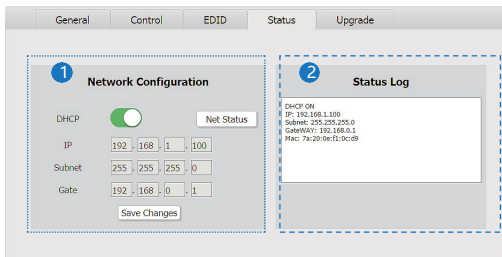 General Control EDID Status Upgrade
1
Network Configuration
DHCP Net Status
IP 192 . 168 . 1 . 100
Subnet 255 . 255 . 255 . 0
Gate 192 . 168 . 0 . 1
Save Changes
2
Status Log
DHCP ON
IP: 192.168.1.100
Subnet: 255.255.255.0
GateWAY: 192.168.0.1
Mac: 7a:20:0e:f1:0c:d9